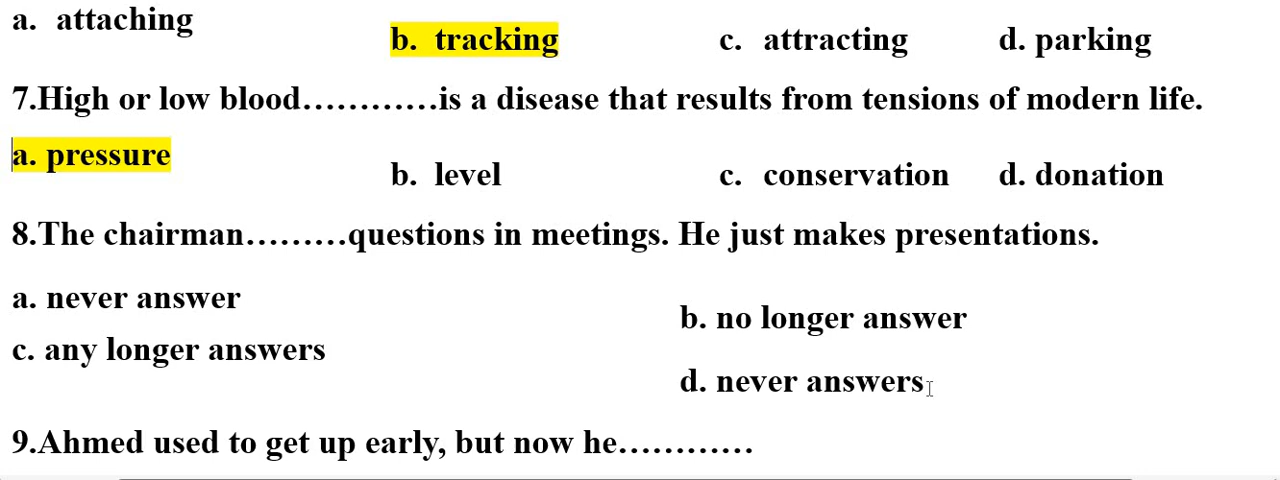 a. attaching b. tracking c. attracting d. parking
7.High or low blood…………is a disease that results from tensions of modern life.
a. pressure b. level c. conservation d. donation
8.The chairman………questions in meetings. He just makes presentations.
a. never answer b. no longer answer
c. any longer answers d. never answers
9.Ahmed used to get up early, but now he…………